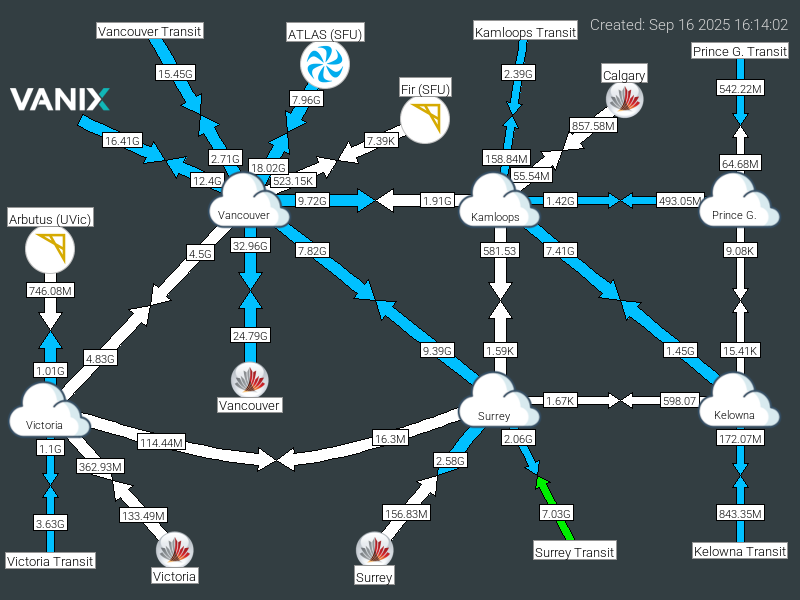 Created: Sep 16 2025 16:14:02
Vancouver Transit
ATLAS (SFU)
Kamloops Transit
Prince G. Transit
15.45G
2.39G
Calgary
542.22M
VANIX
7.96G
Fir (SFU)
857.58M
16.41G
7.39K
2.71G
18.02G
158.84M
64.68M
12.4G
523.15K
55.54M
9.72G
1.91G
1.42G
493.05M
Vancouver
Kamloops
Prince G.
Arbutus (UVic)
4.5G
32.96G
7.82G
581.53
7.41G
9.08K
746.08M
24.79G
4.83G
9.39G
1.59K
1.45G
15.41K
1.01G
Vancouver
1.67K
598.07
Victoria
Surrey
Kelowna
1.1G
114.44M
16.3M
2.06G
172.07M
362.93M
2.58G
3.63G
133.49M
156.83M
7.03G
843.35M
Victoria Transit
Victoria
Surrey
Surrey Transit
Kelowna Transit